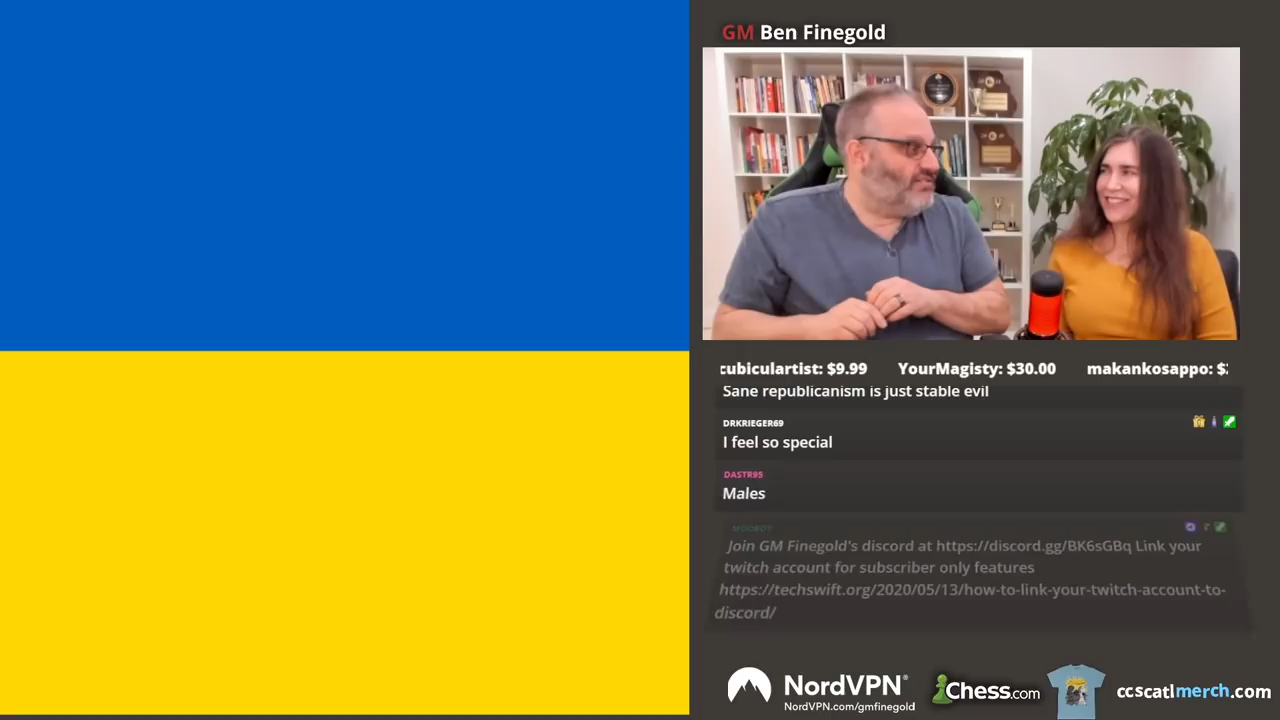 GM Ben Finegold
cubiculartist: $9.99 YourMagisty: $30.00 makankosappo: $
Sane republicanism is just stable evil
DRKRIEGER69
I feel so special
DASTR95
Males
MOOBOT
Join GM Finegold's discord at https://discord.gg/BK6sGBq Link your
twitch account for subscriber only features
https://techswift.org/2020/05/13/how-to-link-your-twitch-account-to-
discord/
NordVPN®
NordVPN.com/gmfinegold
Chess.com
ccscatlmerch.com